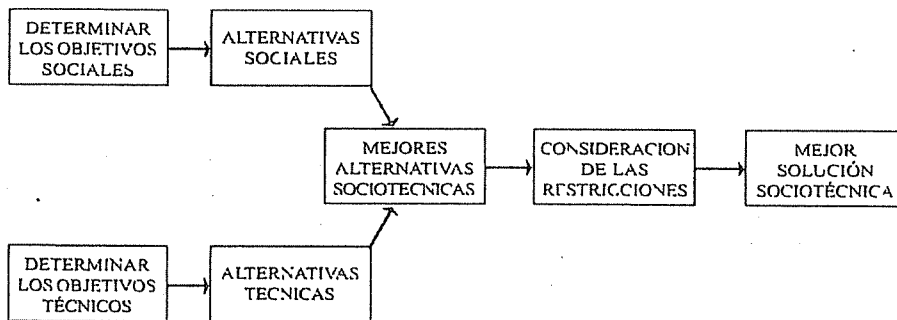 DETERMINAR
LOS OBJETIVOS
SOCIALES
ALTERNATIVAS
SOCIALES
MEJORES
ALTERNATIVAS
SOCIOTECNICAS
CONSIDERACION
DE LAS
RESTRICCIONES
MEJOR
SOLUCIÓN
SOCIOTÉCNICA
DETERMINAR
LOS OBJETIVOS
TÉCNICOS
ALTERNATIVAS
TECNICAS